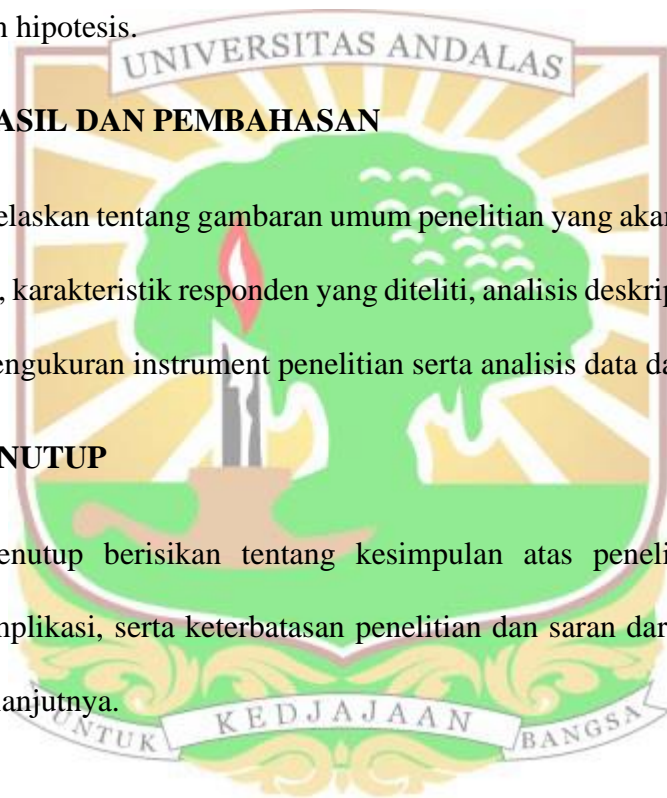 n hipotesis.
UNIVERSITAS ANDALAS
ASIL DAN PEMBAHASAN
elaskan tentang gambaran umum penelitian yang akan
, karakteristik responden yang diteliti, analisis deskrip
engukuran instrument penelitian serta analisis data da
NUTUP
enutup berisikan tentang kesimpulan atas peneli
nplikasi, serta keterbatasan penelitian dan saran dar
lanjutnya.
UNTUK KEDJAJAAN BANGSA